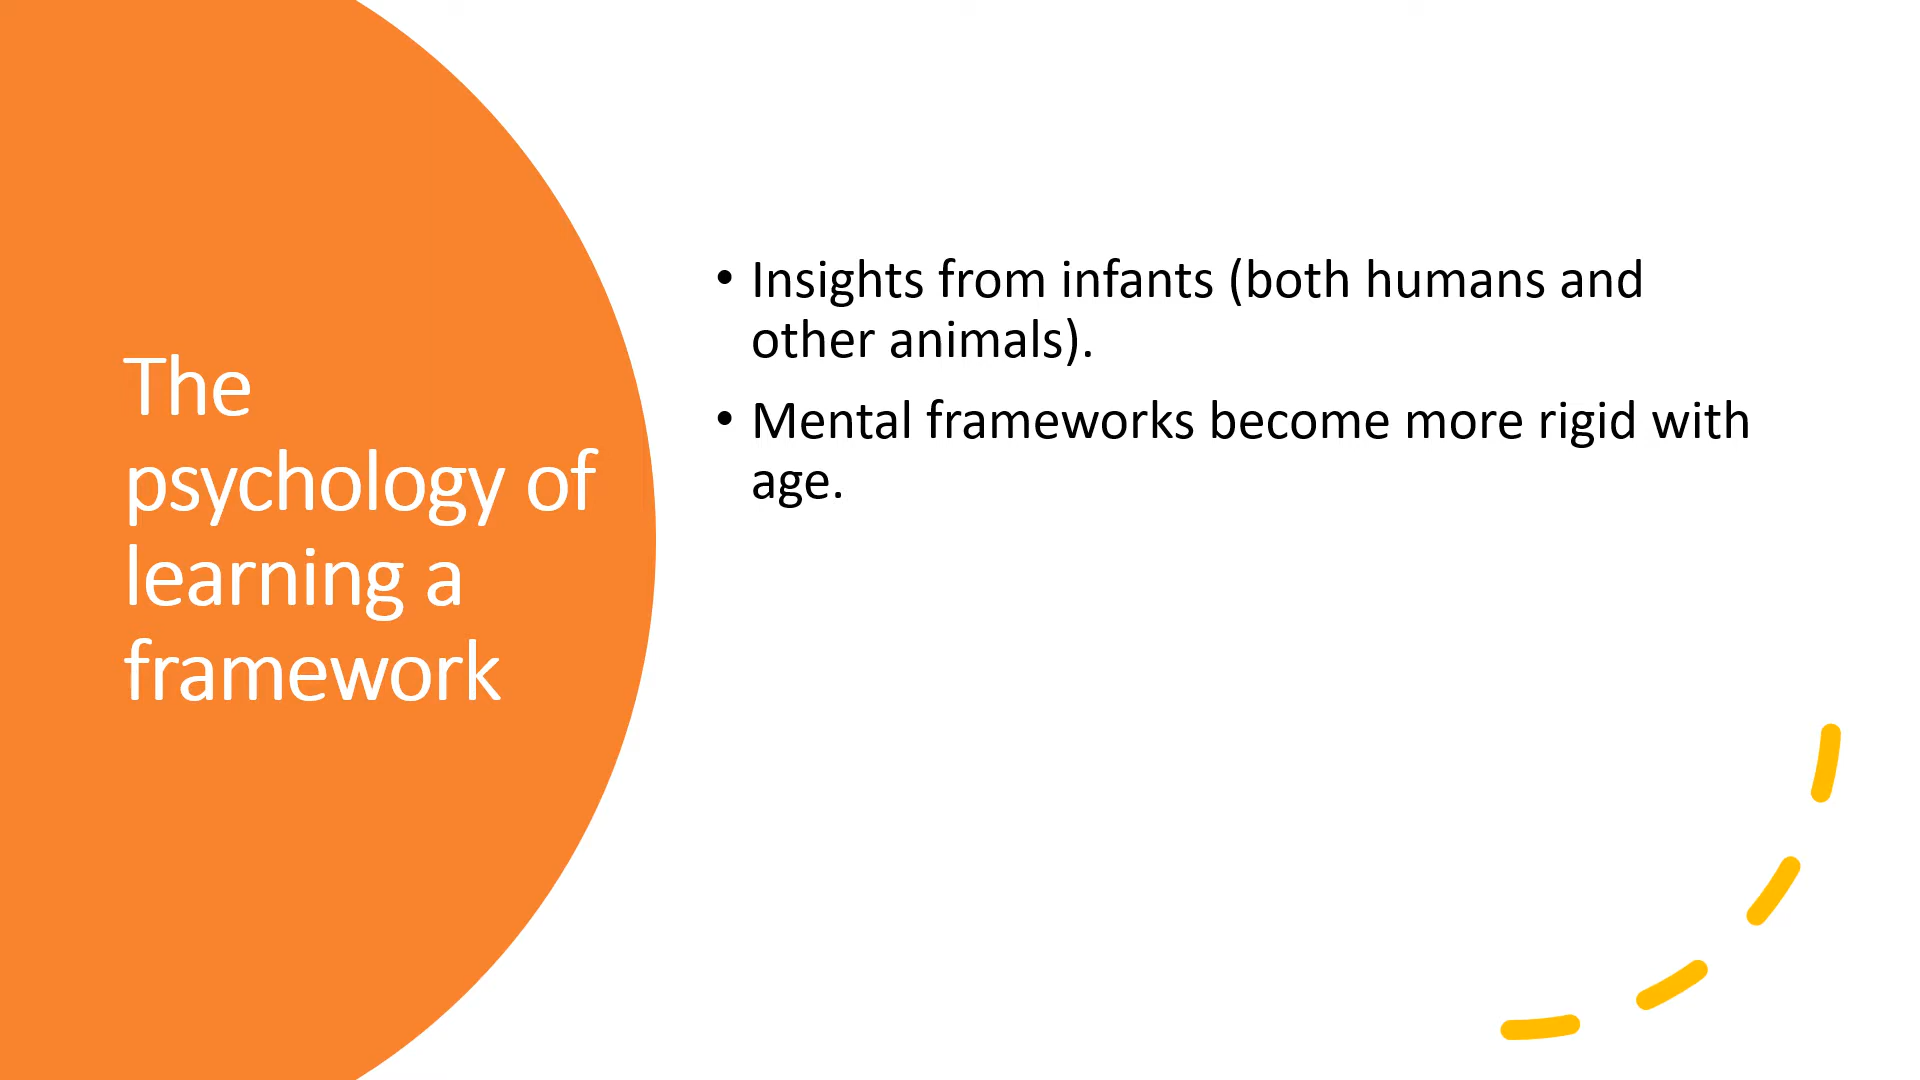 The
psychology of
learning a
framework
• Insights from infants (both humans and
other animals).
• Mental frameworks become more rigid with
age.